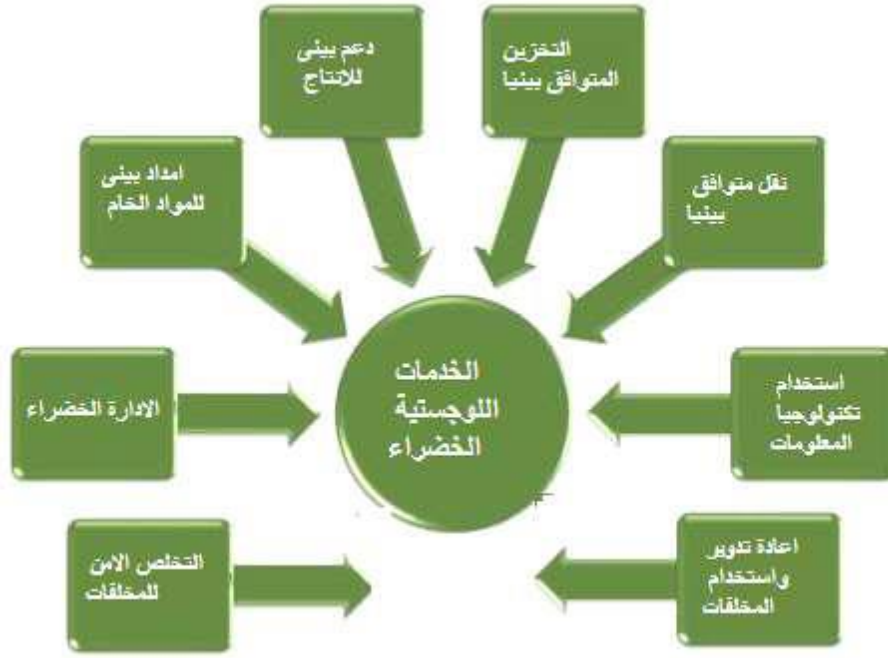 دعم بيئى
للانتاج
التخزين
المتوافق بيئيا
امداد بيئى
للمواد الخام
نقل متوافق
بيئيا
الخدمات
اللوجستية
الخضراء
الادارة الخضراء
استخدام
تكنولوجيا
المعلومات
التخلص الامن
للمخلفات
اعادة تدوير
واستخدام
المخلفات